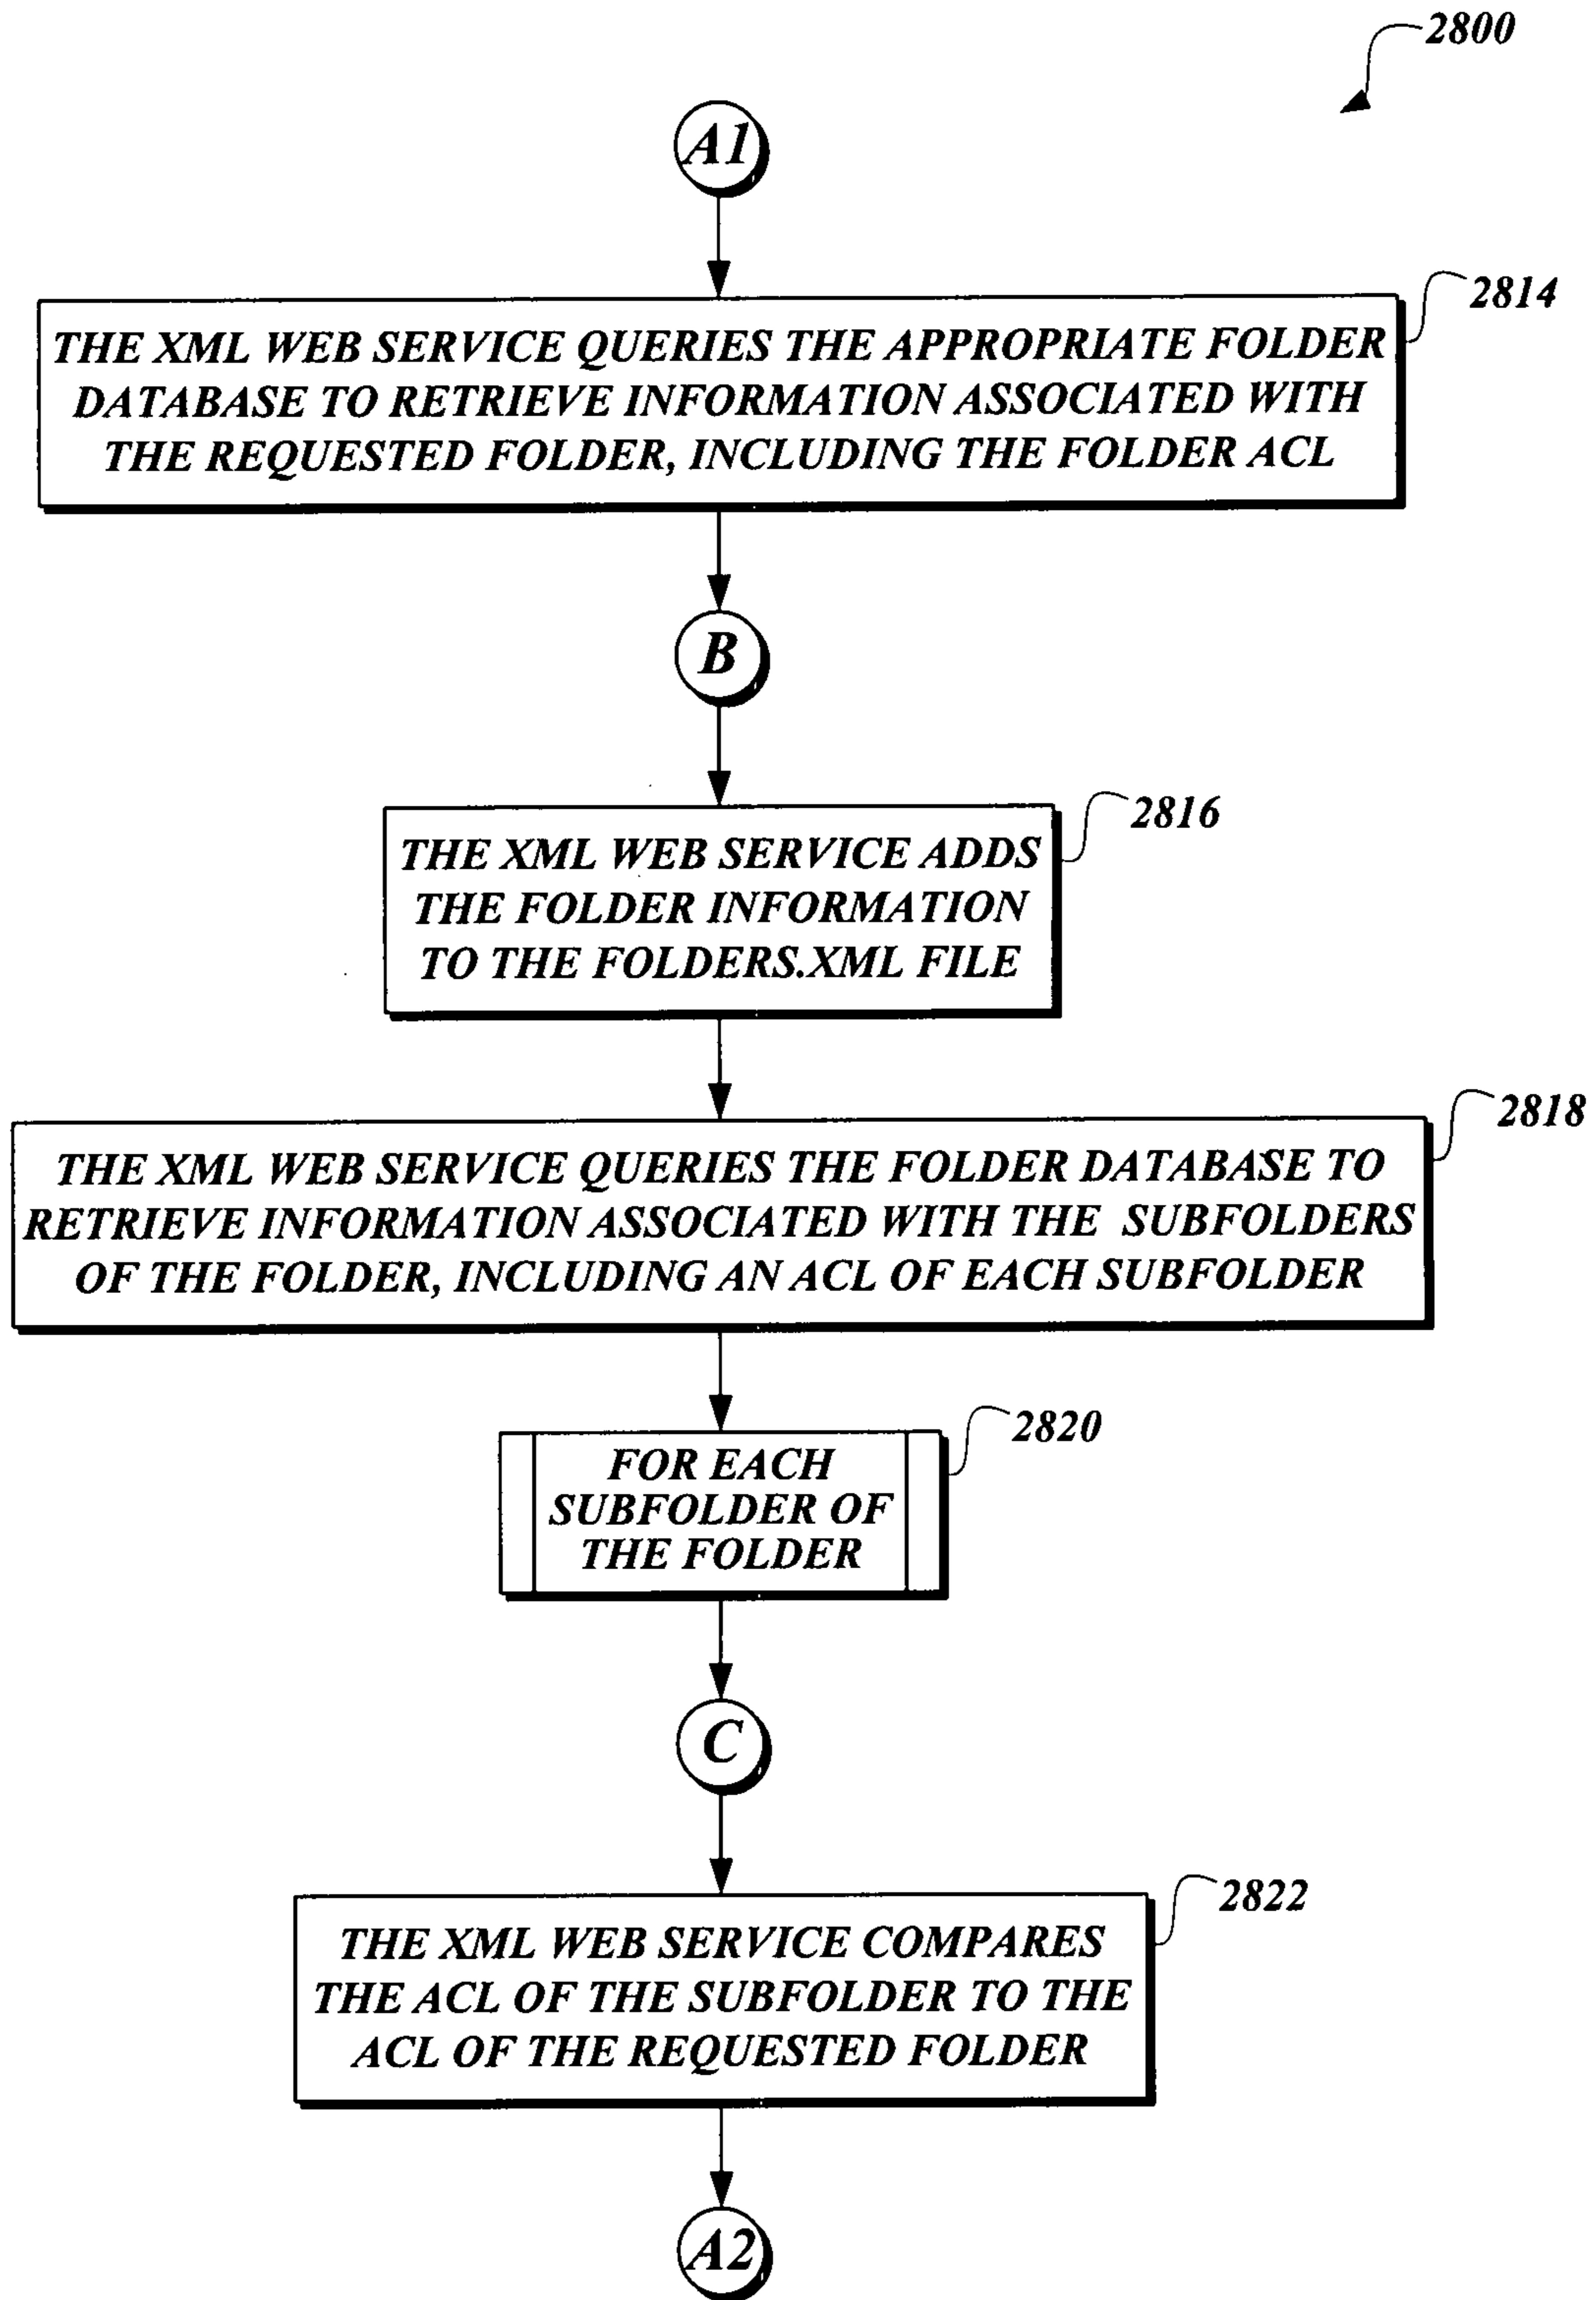 2800
A1
2814
THE XML WEB SERVICE QUERIES THE APPROPRIATE FOLDER
DATABASE TO RETRIEVE INFORMATION ASSOCIATED WITH
THE REQUESTED FOLDER, INCLUDING THE FOLDER ACL
B
2816
THE XML WEB SERVICE ADDS
THE FOLDER INFORMATION
TO THE FOLDERS.XML FILE
2818
THE XML WEB SERVICE QUERIES THE FOLDER DATABASE TO
RETRIEVE INFORMATION ASSOCIATED WITH THE SUBFOLDERS
OF THE FOLDER, INCLUDING AN ACL OF EACH SUBFOLDER
2820
FOR EACH
SUBFOLDER OF
THE FOLDER
C
2822
THE XML WEB SERVICE COMPARES
THE ACL OF THE SUBFOLDER TO THE
ACL OF THE REQUESTED FOLDER
A2